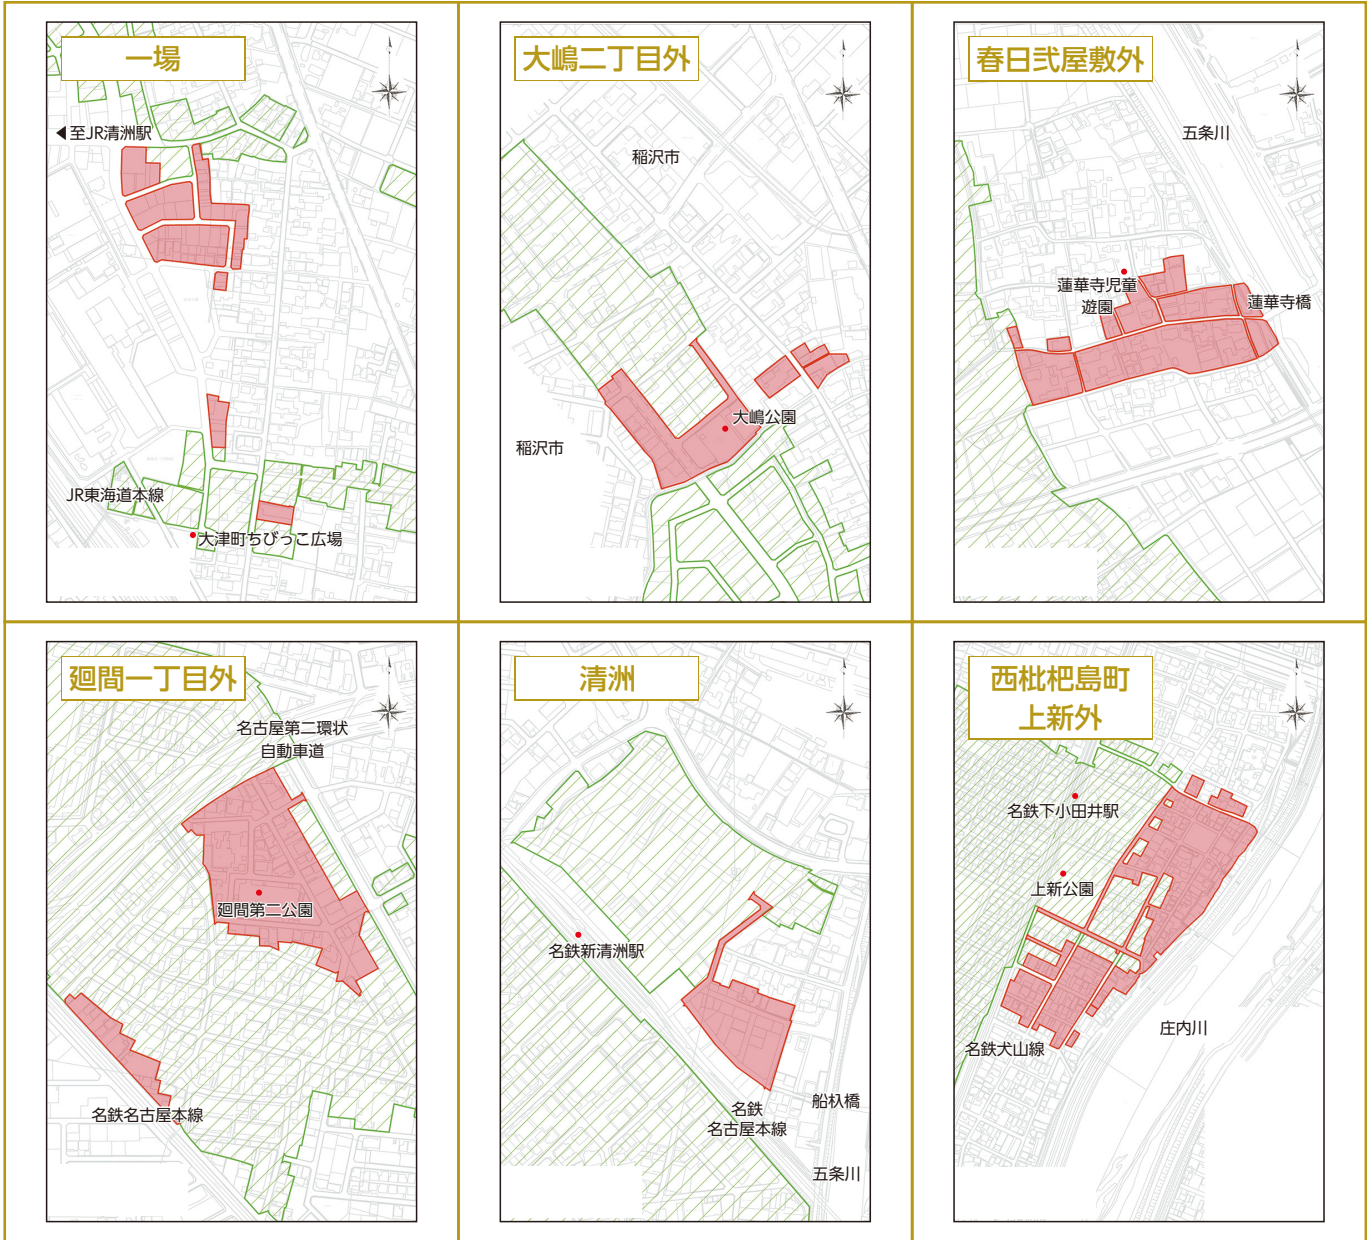 一場
至JR清洲駅
JR東海道本線
大津町ちびっこ広場
大嶋二丁目外
稲沢市
大嶋公園
稲沢市
春日弐屋敷外
五条川
蓮華寺児童
遊園
蓮華寺橋
廻間一丁目外
名古屋第二環状
自動車道
廻間第二公園
名鉄名古屋本線
清洲
名鉄新清洲駅
名鉄
名古屋本線
船杁橋
五条川
西枇杷島町
上新外
名鉄下小田井駅
上新公園
庄内川
名鉄犬山線